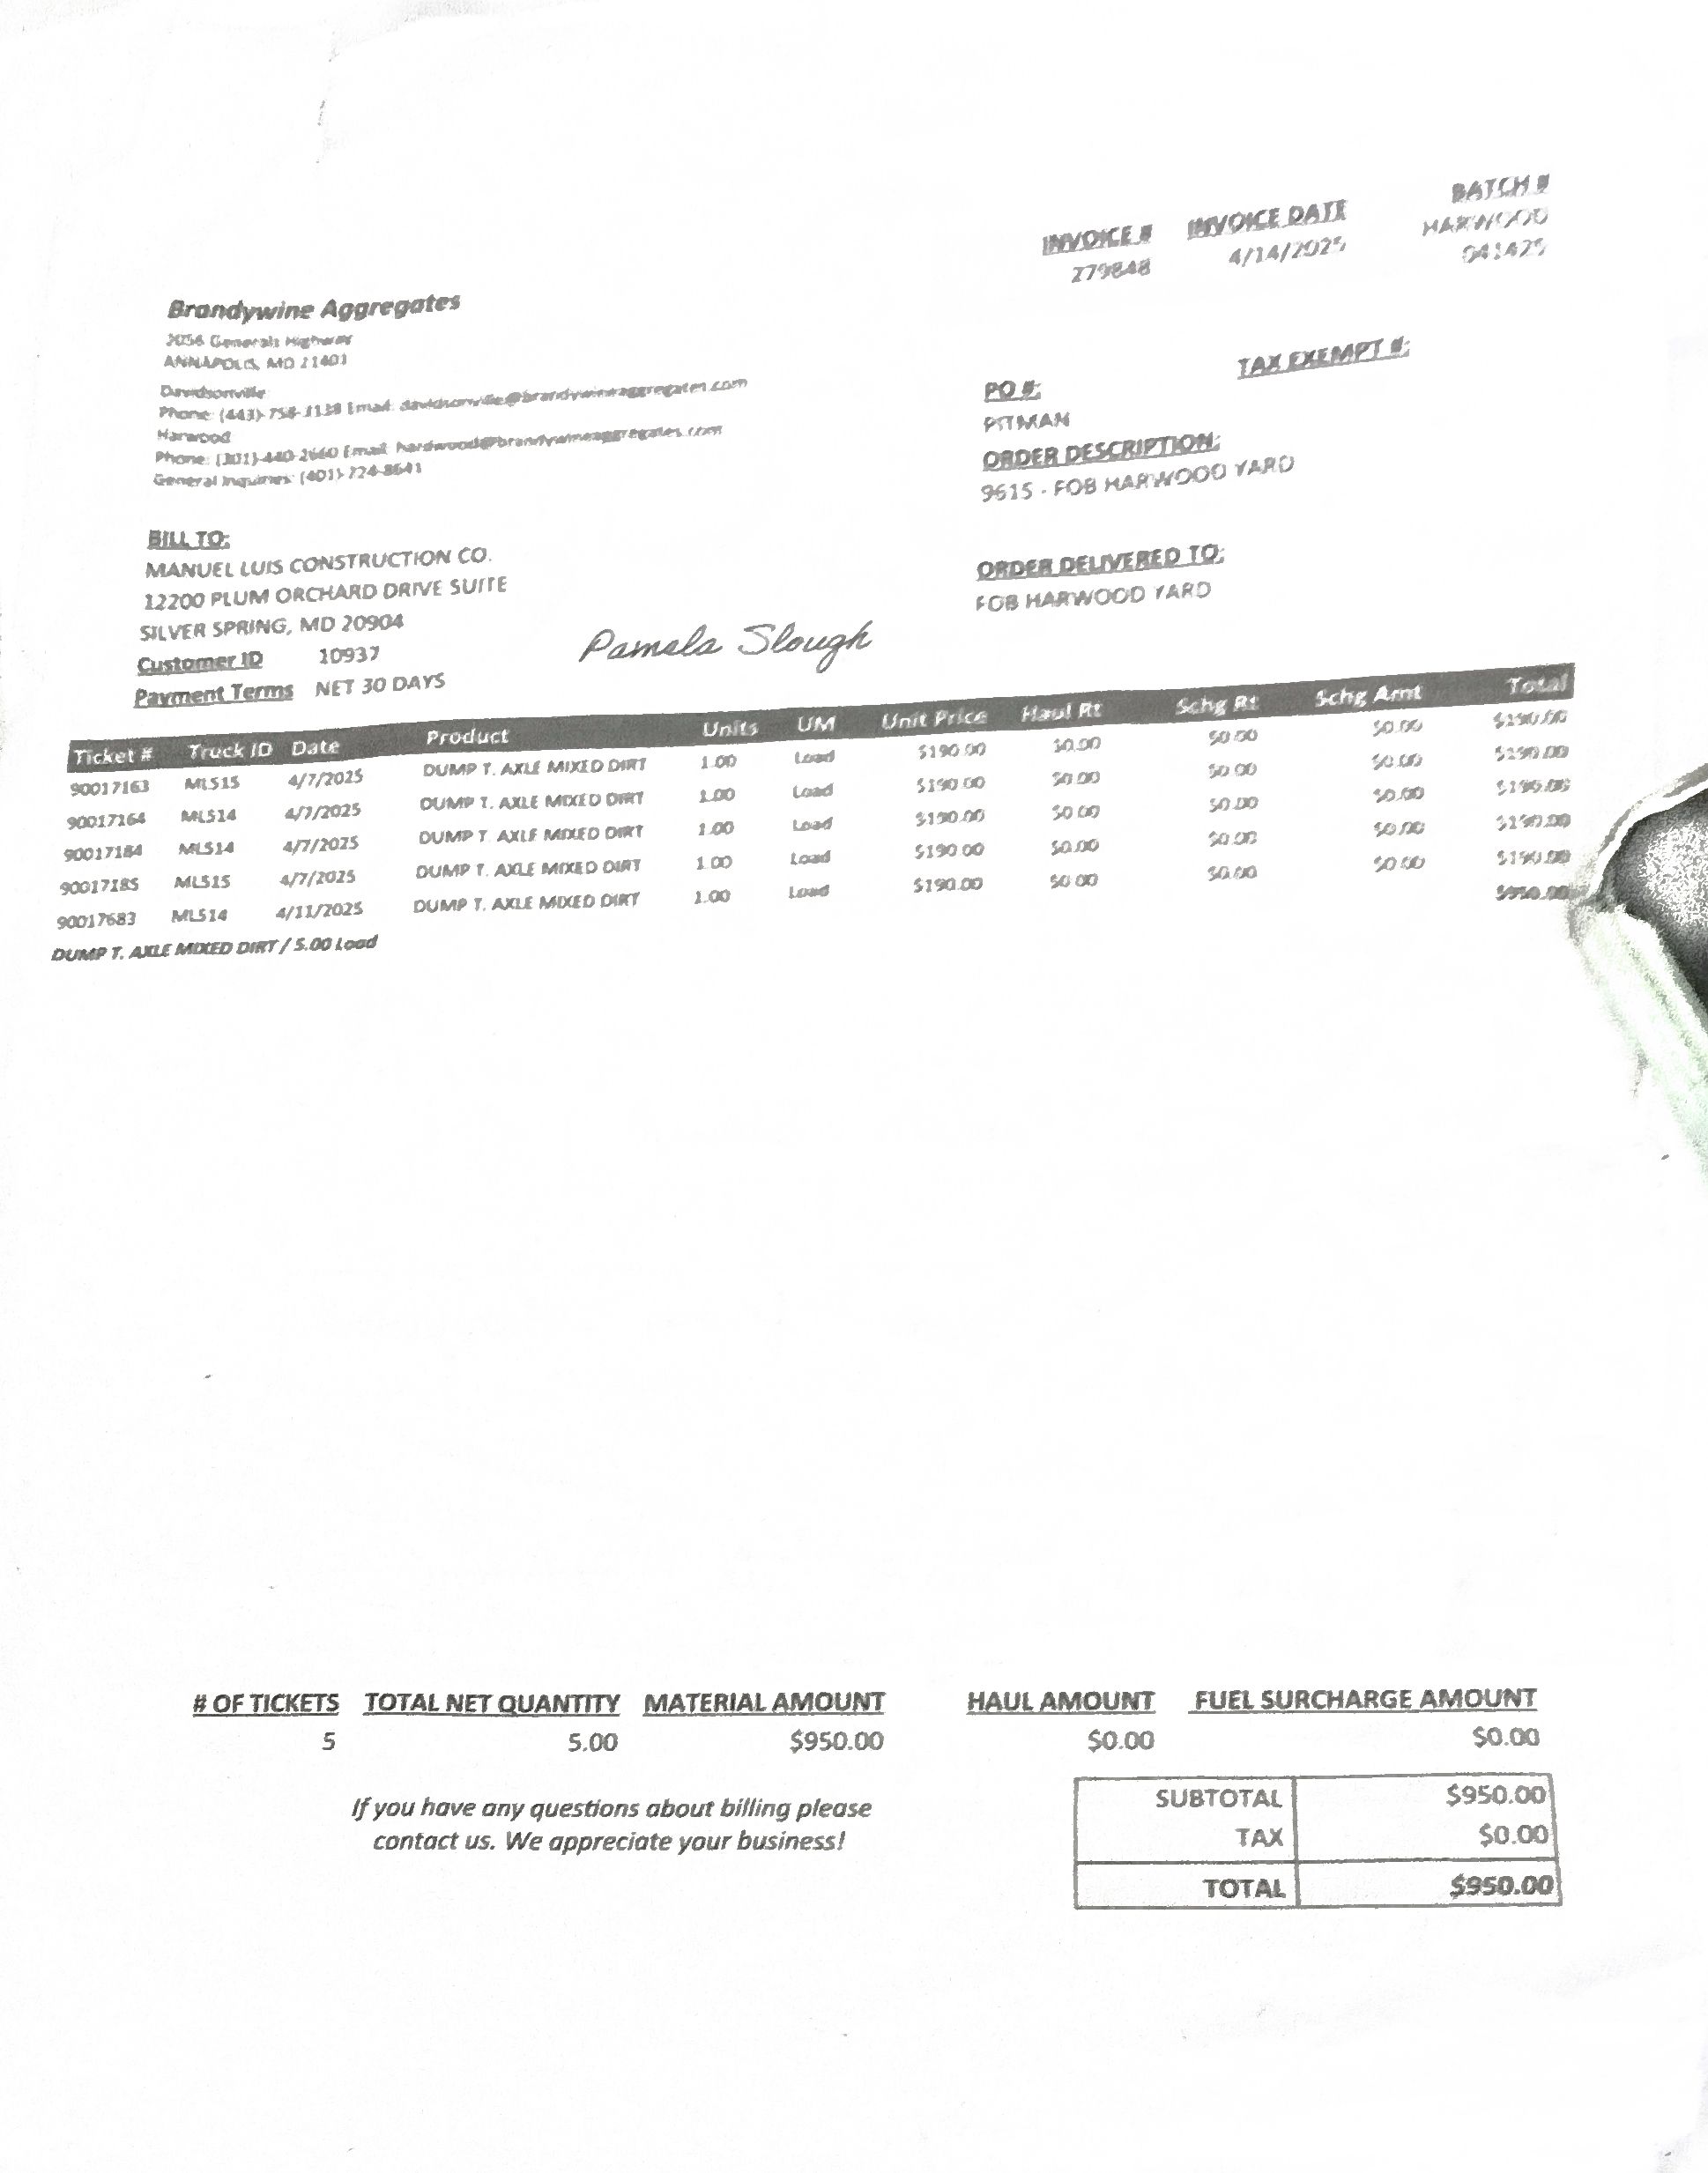 BATCH #
INVOICE # INVOICE DATE HARWOOD
279848 4/14/2025 041425
Brandywine Aggregates
Generals Highway
ANNAPOLIS, MD 21401
Davidsonville
Phone: (443)-758-3138 Email: davidsonville@brandywineaggregates.com
Harwood
Phone: (301)-440-2660 Email: hardwood@brandywineaggregates.com
General Inquiries: (401)-224-8641
TAX EXEMPT #:
PO #:
PITMAN
ORDER DESCRIPTION:
9615 - FOB HARWOOD YARD
BILL TO:
MANUEL LUIS CONSTRUCTION CO.
12200 PLUM ORCHARD DRIVE SUITE
SILVER SPRING, MD 20904
Customer ID 10937
Payment Terms NET 30 DAYS
ORDER DELIVERED TO:
FOB HARWOOD YARD
Pamela Slough
Ticket # Truck ID Date Product Units UM Unit Price Haul Rt Schg Rt Schg Amt Total
90017163 MLS15 4/7/2025 DUMP T. AXLE MIXED DIRT 1.00 Load $190.00 $0.00 $0.00 $0.00 $190.00
90017164 MLS14 4/7/2025 DUMP T. AXLE MIXED DIRT 1.00 Load $190.00 $0.00 $0.00 $0.00 $190.00
90017184 MLS14 4/7/2025 DUMP T. AXLE MIXED DIRT 1.00 Load $190.00 $0.00 $0.00 $0.00 $190.00
90017185 MLS15 4/7/2025 DUMP T. AXLE MIXED DIRT 1.00 Load $190.00 $0.00 $0.00 $0.00 $190.00
90017683 MLS14 4/11/2025 DUMP T. AXLE MIXED DIRT 1.00 Load $190.00 $0.00 $0.00 $0.00 $190.00
DUMP T. AXLE MIXED DIRT / 5.00 Load $950.00
# OF TICKETS TOTAL NET QUANTITY MATERIAL AMOUNT HAUL AMOUNT FUEL SURCHARGE AMOUNT
5 5.00 $950.00 $0.00 $0.00
If you have any questions about billing please
contact us. We appreciate your business!
SUBTOTAL $950.00
TAX $0.00
TOTAL $950.00